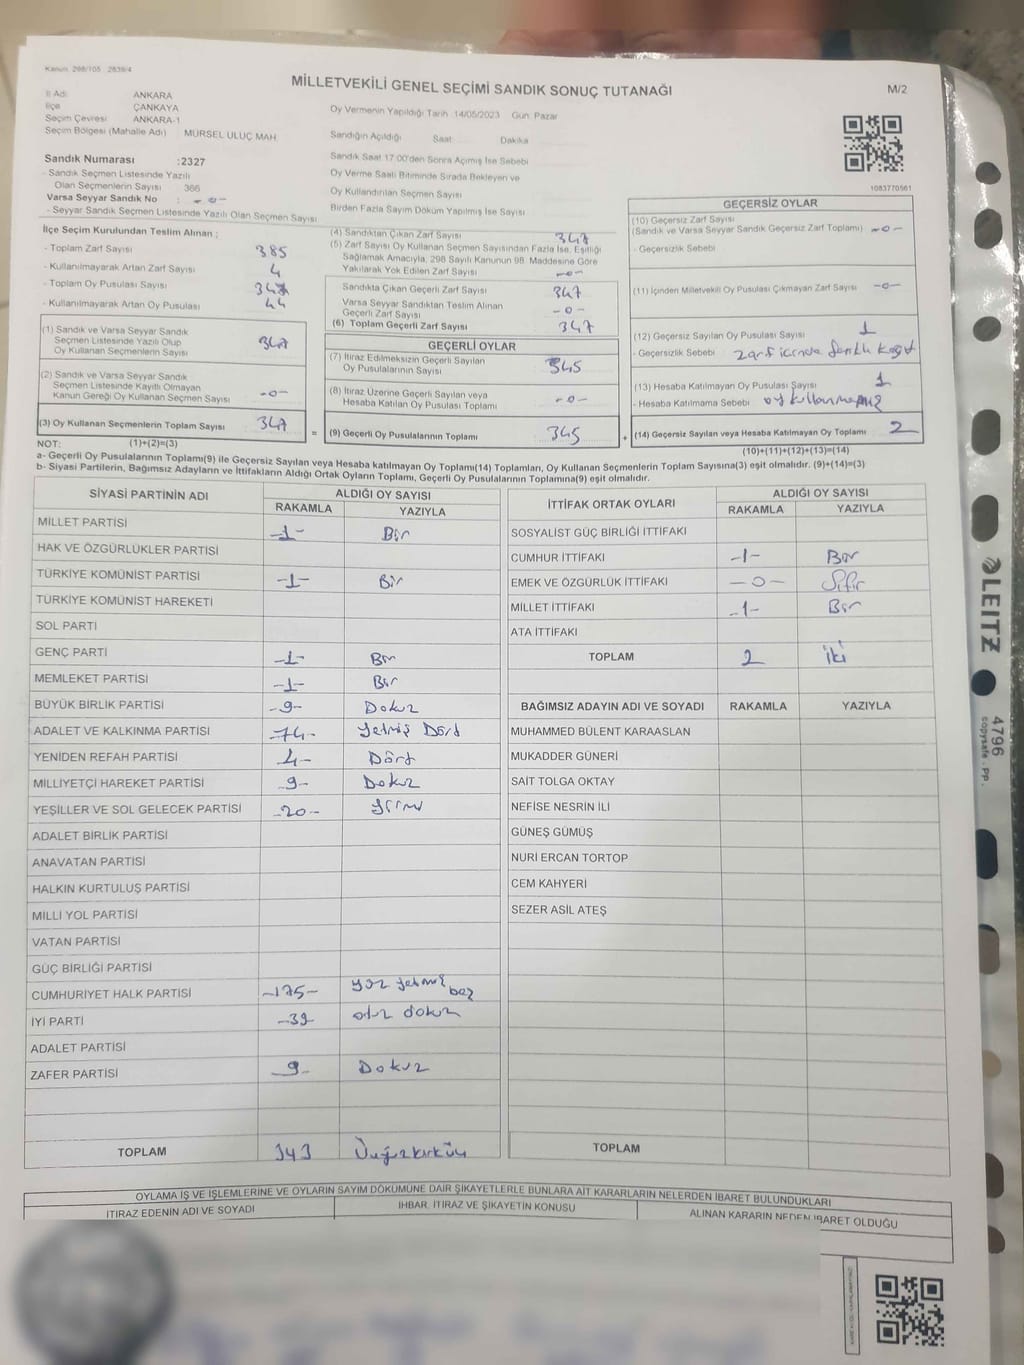 Kanun: 298/105 2839/4
MİLLETVEKİLİ GENEL SEÇİMİ SANDIK SONUÇ TUTANAĞI
M/2
İl Adı ANKARA
İlçe ÇANKAYA
Seçim Çevresi ANKARA-1
Seçim Bölgesi (Mahalle Adı) MÜRSEL ULUÇ MAH.
Oy Vermenin Yapıldığı Tarih 14/05/2023 Gün: Pazar
Sandığın Açıldığı Saat: Dakika
Sandık Saat 17:00'den Sonra Açılmış İse Sebebi
Oy Verme Saati Bitiminde Sırada Bekleyen ve
Oy Kullandırılan Seçmen Sayısı
Birden Fazla Sayım Döküm Yapılmış İse Sayısı
1083770561
Sandık Numarası :2327
- Sandık Seçmen Listesinde Yazılı
Olan Seçmenlerin Sayısı 366
Varsa Seyyar Sandık No : -0-
- Seyyar Sandık Seçmen Listesinde Yazılı Olan Seçmen Sayısı
İlçe Seçim Kurulundan Teslim Alınan ;
- Toplam Zarf Sayısı 385
- Kullanılmayarak Artan Zarf Sayısı 4
- Toplam Oy Pusulası Sayısı
- Kullanılmayarak Artan Oy Pusulası 44
(1) Sandık ve Varsa Seyyar Sandık
Seçmen Listesinde Yazılı Olup
Oy Kullanan Seçmenlerin Sayısı 347
(2) Sandık ve Varsa Seyyar Sandık
Seçmen Listesinde Kayıtlı Olmayan
Kanun Gereği Oy Kullanan Seçmen Sayısı -0-
(3) Oy Kullanan Seçmenlerin Toplam Sayısı 347
(4) Sandıktan Çıkan Zarf Sayısı 347
(5) Zarf Sayısı Oy Kullanan Seçmen Sayısından Fazla İse, Eşitliği
Sağlamak Amacıyla, 298 Sayılı Kanunun 98. Maddesine Göre
Yakılarak Yok Edilen Zarf Sayısı -0-
Sandıkta Çıkan Geçerli Zarf Sayısı 347
Varsa Seyyar Sandıktan Teslim Alınan
Geçerli Zarf Sayısı -0-
(6) Toplam Geçerli Zarf Sayısı 347
GEÇERLİ OYLAR
(7) İtiraz Edilmeksizin Geçerli Sayılan
Oy Pusulalarının Sayısı 345
(8) İtiraz Üzerine Geçerli Sayılan veya
Hesaba Katılan Oy Pusulası Toplamı -0-
= (9) Geçerli Oy Pusulalarının Toplamı 345
GEÇERSİZ OYLAR
(10) Geçersiz Zarf Sayısı
(Sandık ve Varsa Seyyar Sandık Geçersiz Zarf Toplamı) -0-
- Geçersizlik Sebebi
(11) İçinden Milletvekili Oy Pusulası Çıkmayan Zarf Sayısı -0-
(12) Geçersiz Sayılan Oy Pusulası Sayısı 1
- Geçersizlik Sebebi zarf içinde farklı kağıt
(13) Hesaba Katılmayan Oy Pusulası Sayısı 1
- Hesaba Katılmama Sebebi oy kullanmamış
+ (14) Geçersiz Sayılan veya Hesaba Katılmayan Oy Toplamı 2
NOT: (1)+(2)=(3)
(10)+(11)+(12)+(13)=(14)
a- Geçerli Oy Pusulalarının Toplamı(9) ile Geçersiz Sayılan veya Hesaba katılmayan Oy Toplamı(14) Toplamları, Oy Kullanan Seçmenlerin Toplam Sayısına(3) eşit olmalıdır. (9)+(14)=(3)
b- Siyasi Partilerin, Bağımsız Adayların ve İttifakların Aldığı Ortak Oyların Toplamı, Geçerli Oy Pusulalarının Toplamına(9) eşit olmalıdır.
SİYASİ PARTİNİN ADI ALDIĞI OY SAYISI
RAKAMLA YAZIYLA
MİLLET PARTİSİ -1- Bir
HAK VE ÖZGÜRLÜKLER PARTİSİ
TÜRKİYE KOMÜNİST PARTİSİ -1- Bir
TÜRKİYE KOMÜNİST HAREKETİ
SOL PARTİ
GENÇ PARTİ -1- Bir
MEMLEKET PARTİSİ -1- Bir
BÜYÜK BİRLİK PARTİSİ -9- Dokuz
ADALET VE KALKINMA PARTİSİ -74- Yetmiş Dört
YENİDEN REFAH PARTİSİ 4- Dört
MİLLİYETÇİ HAREKET PARTİSİ -9- Dokuz
YEŞİLLER VE SOL GELECEK PARTİSİ -20- Yirmi
ADALET BİRLİK PARTİSİ
ANAVATAN PARTİSİ
HALKIN KURTULUŞ PARTİSİ
MİLLİ YOL PARTİSİ
VATAN PARTİSİ
GÜÇ BİRLİĞİ PARTİSİ
CUMHURİYET HALK PARTİSİ -175- yüz yetmiş beş
İYİ PARTİ -39- otuz dokuz
ADALET PARTİSİ
ZAFER PARTİSİ -9- Dokuz
TOPLAM 343 Üçyüzkırküç
İTTİFAK ORTAK OYLARI ALDIĞI OY SAYISI
RAKAMLA YAZIYLA
SOSYALİST GÜÇ BİRLİĞİ İTTİFAKI
CUMHUR İTTİFAKI -1- Bir
EMEK VE ÖZGÜRLÜK İTTİFAKI -0- Sıfır
MİLLET İTTİFAKI -1- Bir
ATA İTTİFAKI
TOPLAM 2 iki
BAĞIMSIZ ADAYIN ADI VE SOYADI RAKAMLA YAZIYLA
MUHAMMED BÜLENT KARAASLAN
MUKADDER GÜNERİ
SAİT TOLGA OKTAY
NEFİSE NESRİN İLİ
GÜNEŞ GÜMÜŞ
NURİ ERCAN TORTOP
CEM KAHYERİ
SEZER ASİL ATEŞ
TOPLAM
OYLAMA İŞ VE İŞLEMLERİNE VE OYLARIN SAYIM DÖKÜMÜNE DAİR ŞİKAYETLERLE BUNLARA AİT KARARLARIN NELERDEN İBARET BULUNDUKLARI
İTİRAZ EDENİN ADI VE SOYADI İHBAR, İTİRAZ VE ŞİKAYETİN KONUSU ALINAN KARARIN NEDEN İBARET OLDUĞU
LEITZ
4796
copysafe - PP.